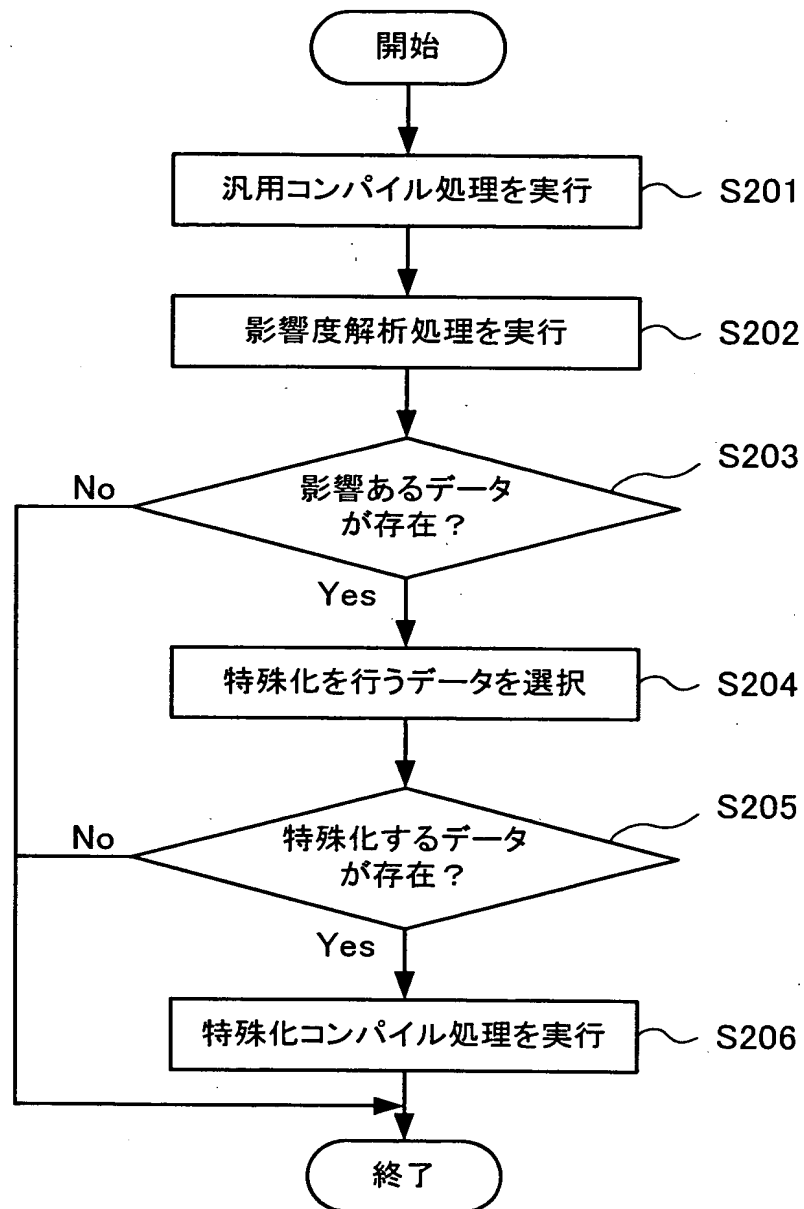 開始
汎用コンパイル処理を実行
S201
影響度解析処理を実行
S202
S203
No
影響あるデータ
が存在？
Yes
特殊化を行うデータを選択
S204
S205
No
特殊化するデータ
が存在？
Yes
特殊化コンパイル処理を実行
S206
終了